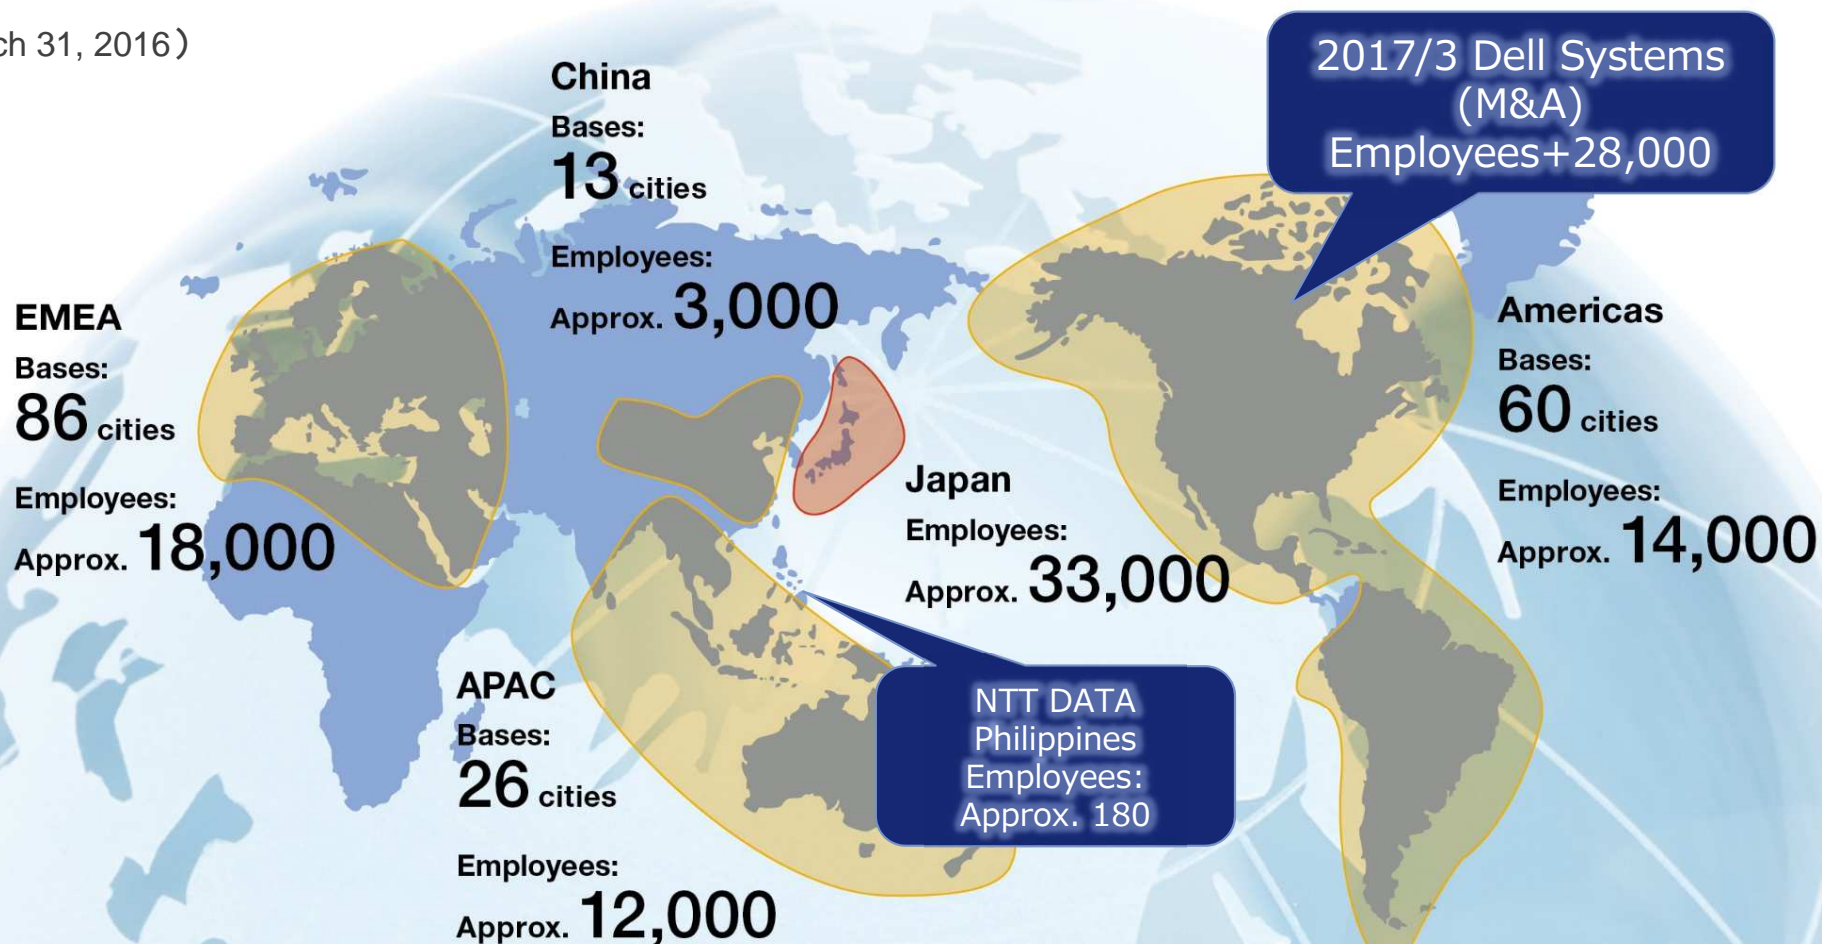 ch 31, 2016）
China
Bases:
13 cities
Employees:
Approx. 3,000
2017/3 Dell Systems
(M&A)
Employees+28,000
EMEA
Bases:
86 cities
Employees:
Approx. 18,000
Americas
Bases:
60 cities
Employees:
Approx. 14,000
Japan
Employees:
Approx. 33,000
APAC
Bases:
26 cities
Employees:
Approx. 12,000
NTT DATA
Philippines
Employees:
Approx. 180